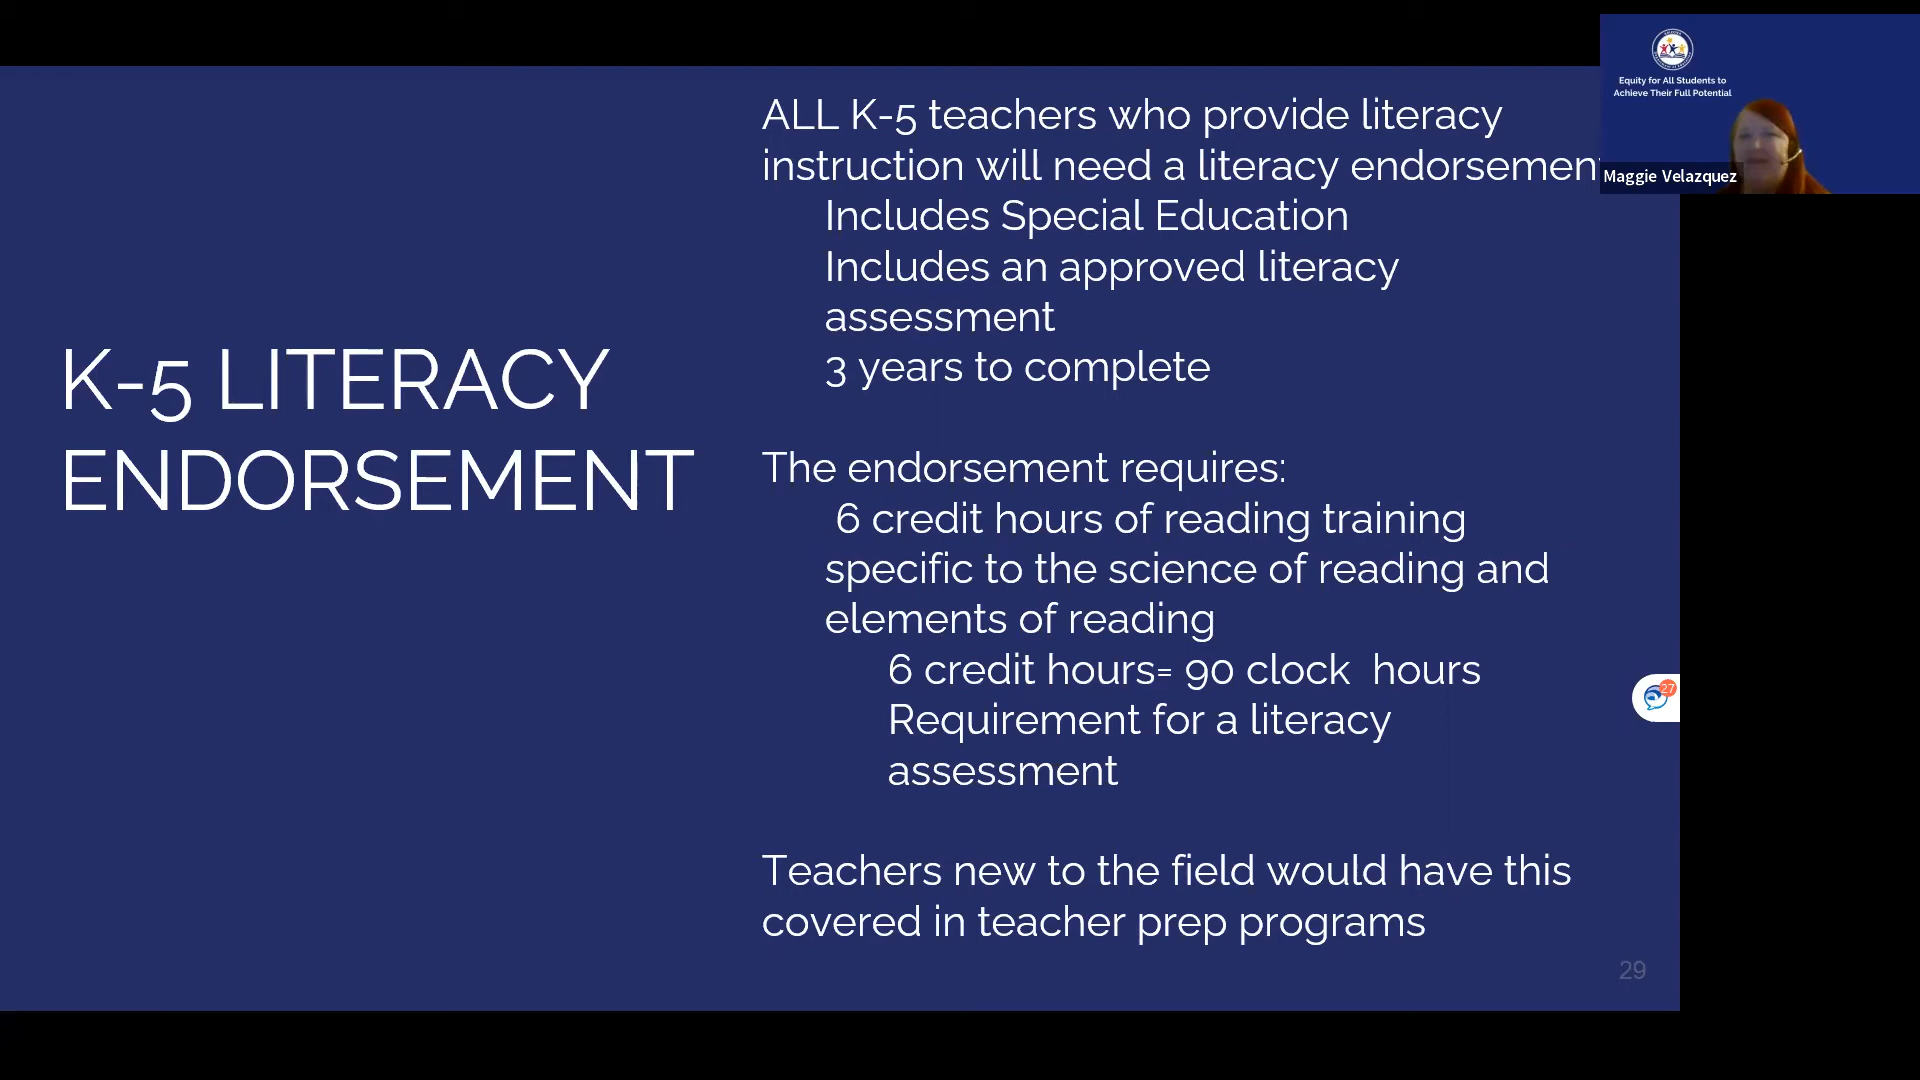 K-5 LITERACY
ENDORSEMENT
ALL K-5 teachers who provide literacy
instruction will need a literacy endorsemen
Includes Special Education
Includes an approved literacy
assessment
3 years to complete
The endorsement requires:
6 credit hours of reading training
specific to the science of reading and
elements of reading
6 credit hours= 90 clock  hours
Requirement for a literacy
assessment
Teachers new to the field would have this
covered in teacher prep programs
29
27
Equity for All Students to
Achieve Their Full Potential
Maggie Velazquez